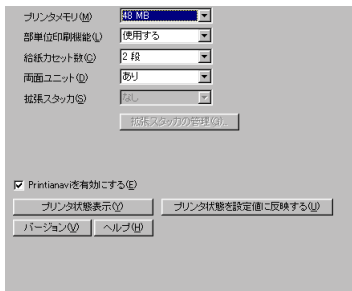 プリンタメモリ(M) 48 MB
部単位印刷機能(L) 使用する
給紙カセット数(C) 2 段
両面ユニット(D) あり
拡張スタッカ(S) なし
拡張スタッカの管理(G)...
Printianaviを有効にする(E)
プリンタ状態表示(Y) プリンタ状態を設定値に反映する(U)
バージョン(V) ヘルプ(H)